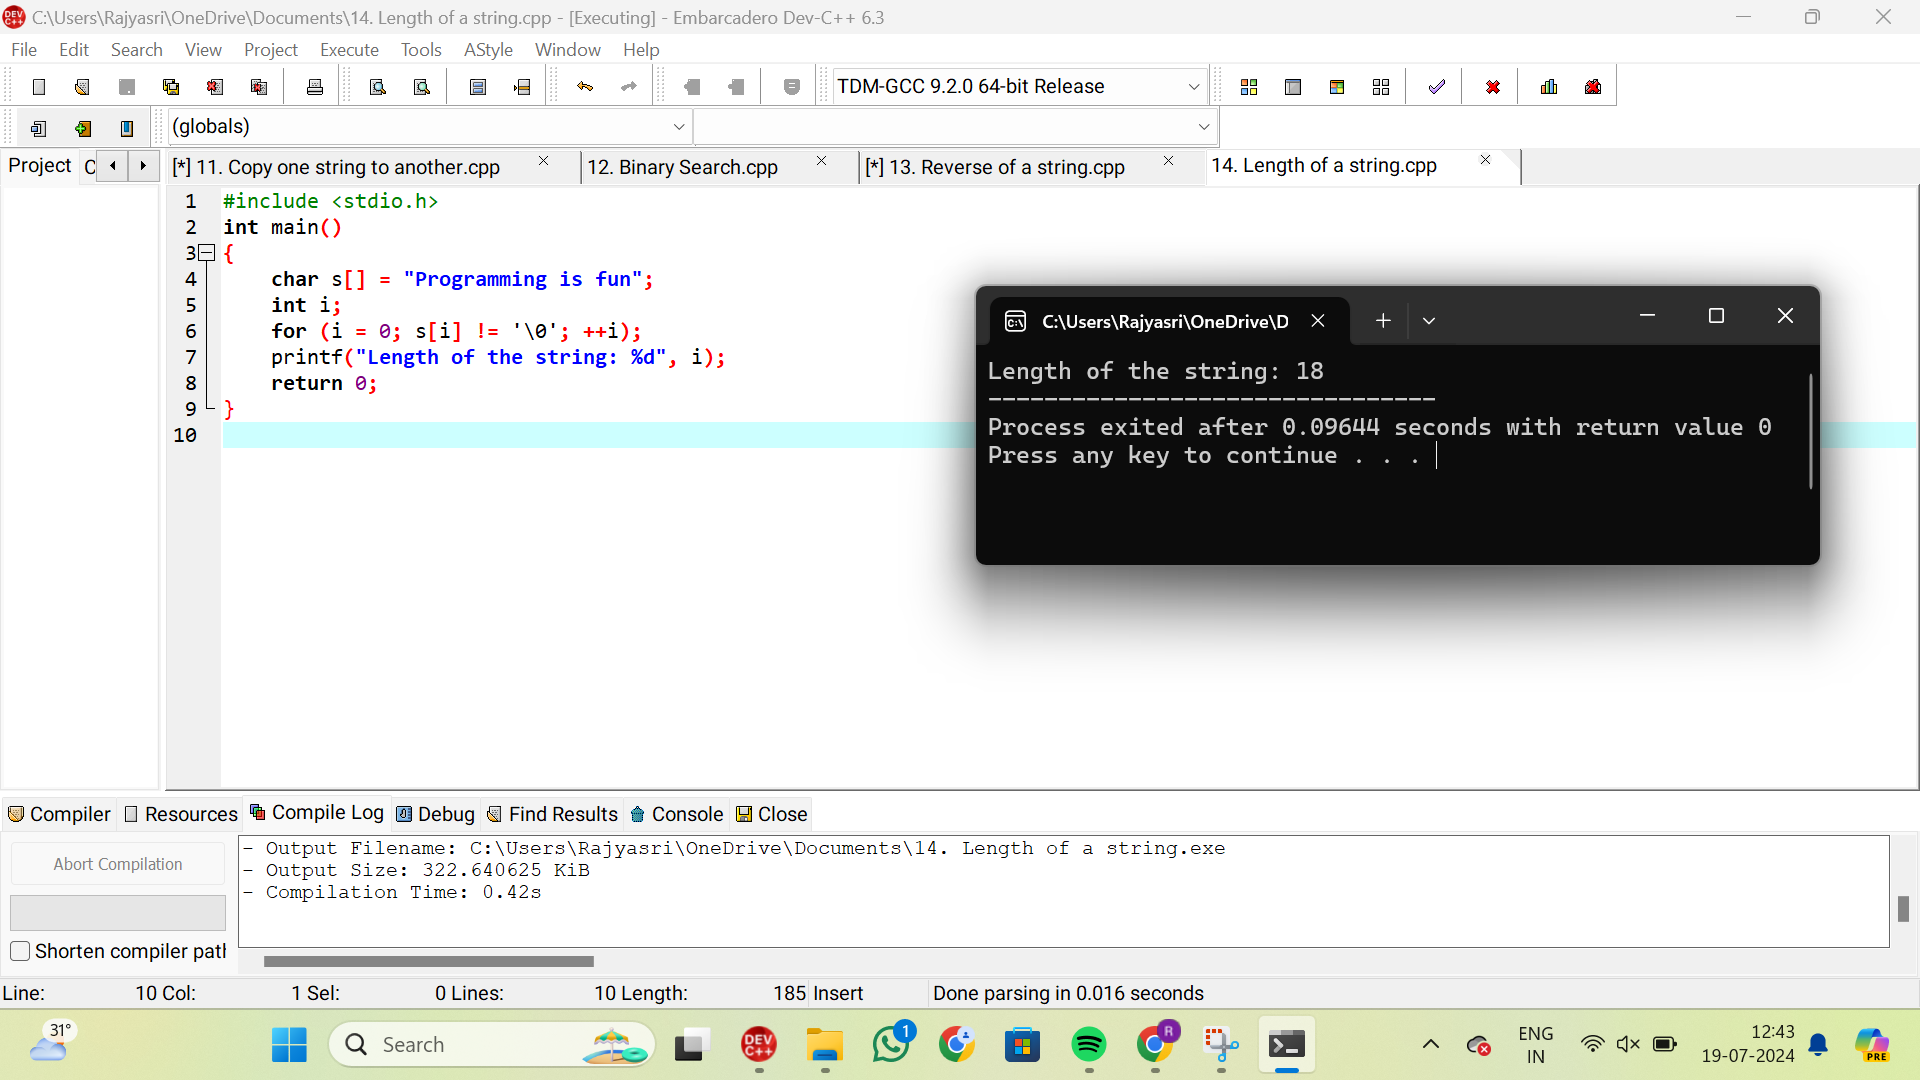 C:\Users\Rajyasri\OneDrive\Documents\14. Length of a string.cpp - [Executing] - Embarcadero Dev-C++ 6.3
File Edit Search View Project Execute Tools AStyle Window Help
TDM-GCC 9.2.0 64-bit Release
(globals)
Project C [*] 11. Copy one string to another.cpp 12. Binary Search.cpp [*] 13. Reverse of a string.cpp 14. Length of a string.cpp
1 #include <stdio.h>
2 int main()
3 {
4 char s[] = "Programming is fun";
5 int i;
6 for (i = 0; s[i] != '\0'; ++i);
7 printf("Length of the string: %d", i);
8 return 0;
9 }
10
C:\Users\Rajyasri\OneDrive\D
Length of the string: 18
--------------------------------
Process exited after 0.09644 seconds with return value 0
Press any key to continue . . .
Compiler Resources Compile Log Debug Find Results Console Close
Abort Compilation
Shorten compiler path
- Output Filename: C:\Users\Rajyasri\OneDrive\Documents\14. Length of a string.exe
- Output Size: 322.640625 KiB
- Compilation Time: 0.42s
Line: 10 Col: 1 Sel: 0 Lines: 10 Length: 185 Insert Done parsing in 0.016 seconds
31°
Search
DEV C++
1
R
ENG
IN
12:43
19-07-2024
PRE